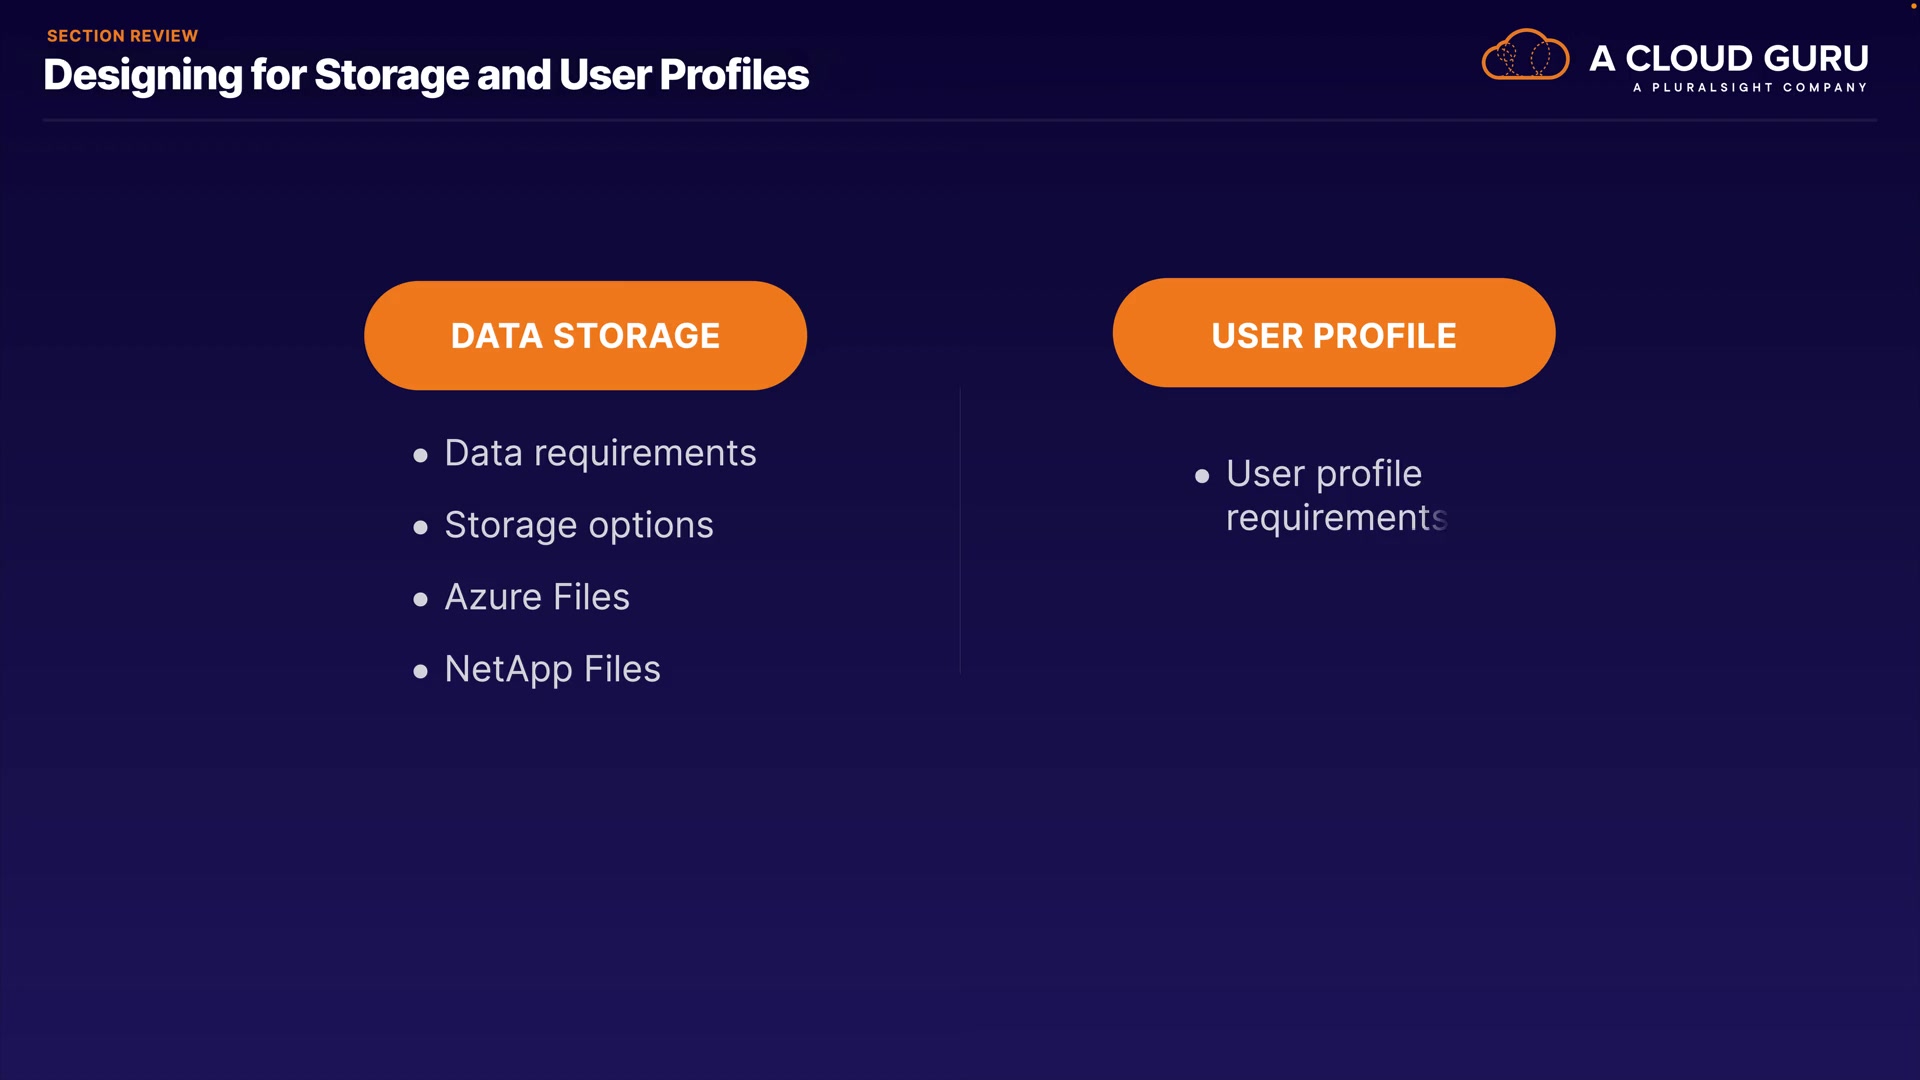 SECTION REVIEW
Designing for Storage and User Profiles
A CLOUD GURU
A PLURALSIGHT COMPANY
DATA STORAGE
• Data requirements
• Storage options
• Azure Files
• NetApp Files
USER PROFILE
• User profile
requirements